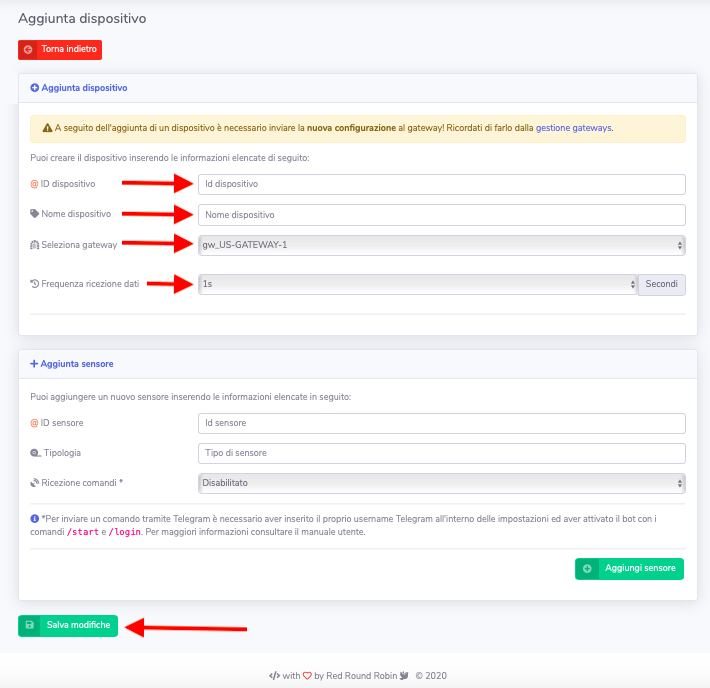 Aggiunta dispositivo
Torna indietro
Aggiunta dispositivo
A seguito dell'aggiunta di un dispositivo è necessario inviare la nuova configurazione al gateway! Ricordati di farlo dalla gestione gateways.
Puoi creare il dispositivo inserendo le informazioni elencate di seguito:
@ ID dispositivo Id dispositivo
Nome dispositivo Nome dispositivo
Seleziona gateway gw_US-GATEWAY-1
Frequenza ricezione dati 1s Secondi
Aggiunta sensore
Puoi aggiungere un nuovo sensore inserendo le informazioni elencate in seguito:
@ ID sensore Id sensore
Tipologia Tipo di sensore
Ricezione comandi * Disabilitato
*Per inviare un comando tramite Telegram è necessario aver inserito il proprio username Telegram all'interno delle impostazioni ed aver attivato il bot con i
comandi /start e /login. Per maggiori informazioni consultare il manuale utente.
Aggiungi sensore
Salva modifiche
</> with ♡ by Red Round Robin © 2020